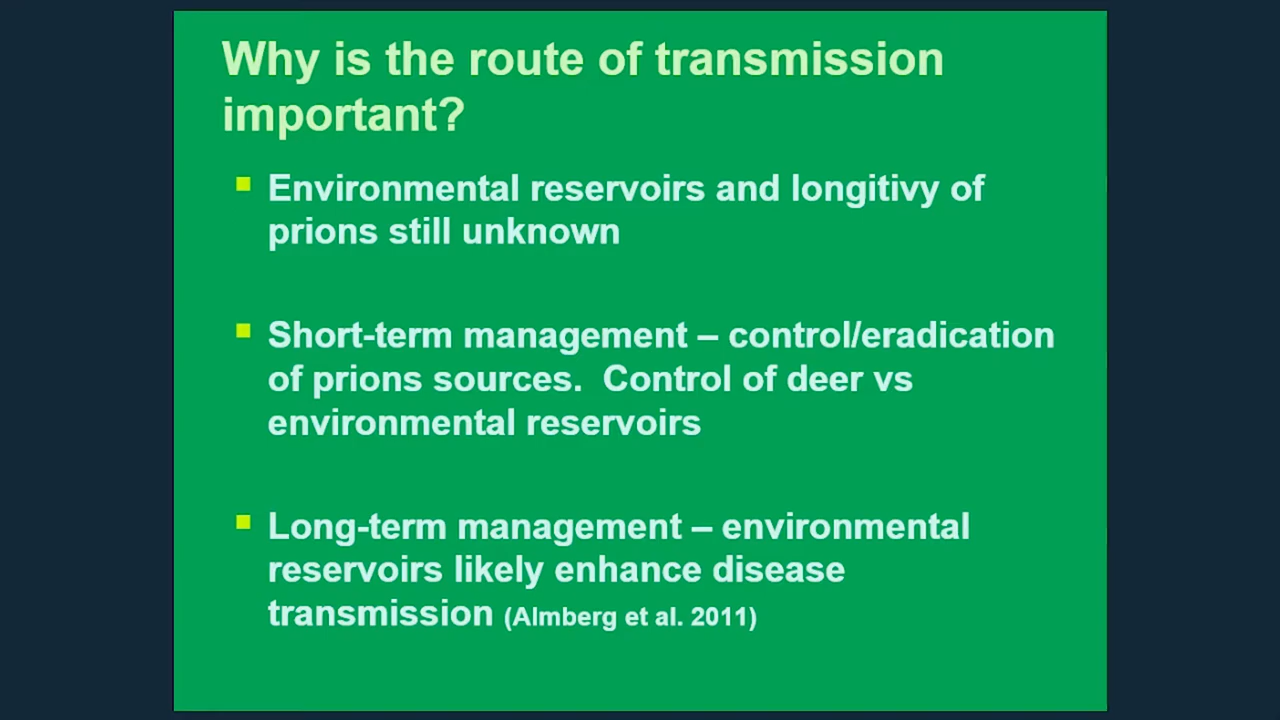 Why is the route of transmission
important?
Environmental reservoirs and longitivy of
prions still unknown
Short-term management – control/eradication
of prions sources.  Control of deer vs
environmental reservoirs
Long-term management – environmental
reservoirs likely enhance disease
transmission (Almberg et al. 2011)